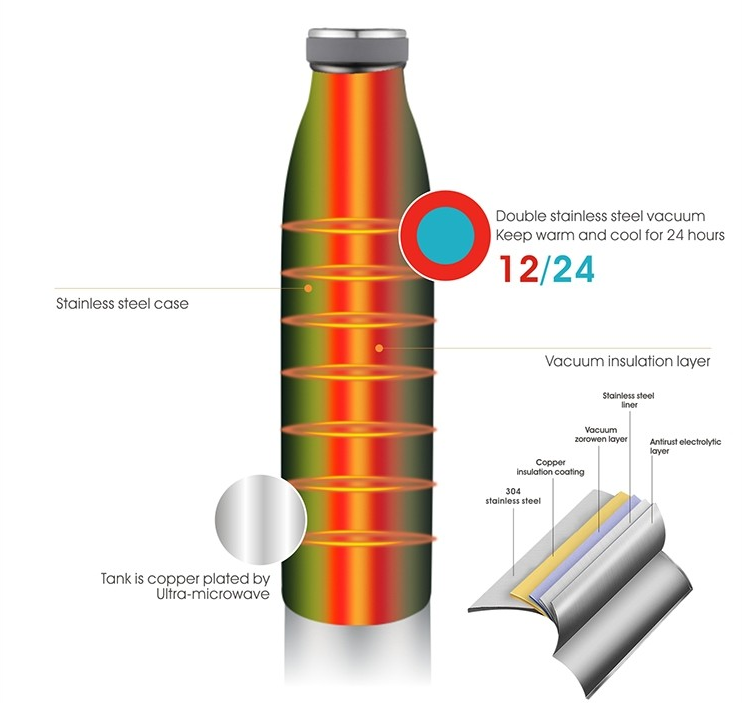 Double stainless steel vacuum
Keep warm and cool for 24 hours
12/24
Stainless steel case
Vacuum insulation layer
Stainless steel
liner
Vacuum
zorowen layer
Antirust electrolytic
layer
Copper
insulation coating
304
stainless steel
Tank is copper plated by
Ultra-microwave